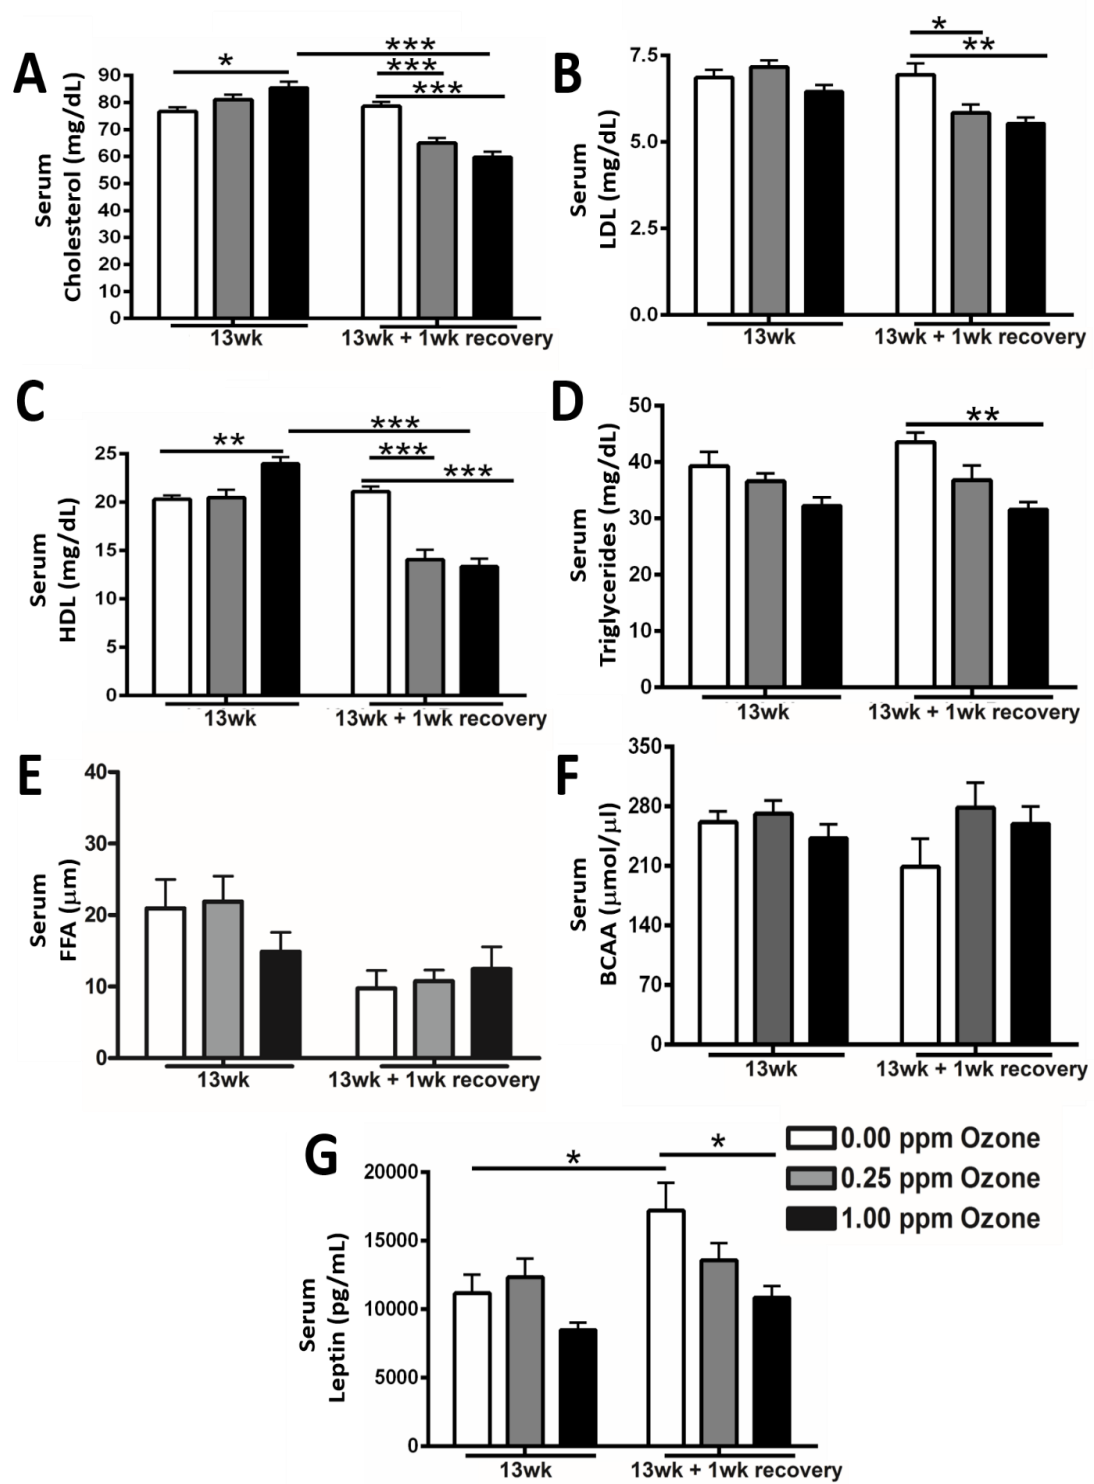 A
Serum
Cholesterol (mg/dL)
90
80
70
60
50
40
30
20
10
0
*
***
***
***
13wk
13wk + 1wk recovery
B
Serum
LDL (mg/dL)
7.5
5.0
2.5
0.0
*
**
13wk
13wk + 1wk recovery
C
Serum
HDL (mg/dL)
25
20
15
10
5
0
**
***
***
***
13wk
13wk + 1wk recovery
D
Serum
Triglycerides (mg/dL)
50
40
30
20
10
0
**
13wk
13wk + 1wk recovery
E
Serum
FFA (μm)
40
30
20
10
0
13wk
13wk + 1wk recovery
F
Serum
BCAA (μmol/μl)
350
280
210
140
70
0
13wk
13wk + 1wk recovery
G
Serum
Leptin (pg/mL)
20000
15000
10000
5000
0
*
*
13wk
13wk + 1wk recovery
0.00 ppm Ozone
0.25 ppm Ozone
1.00 ppm Ozone